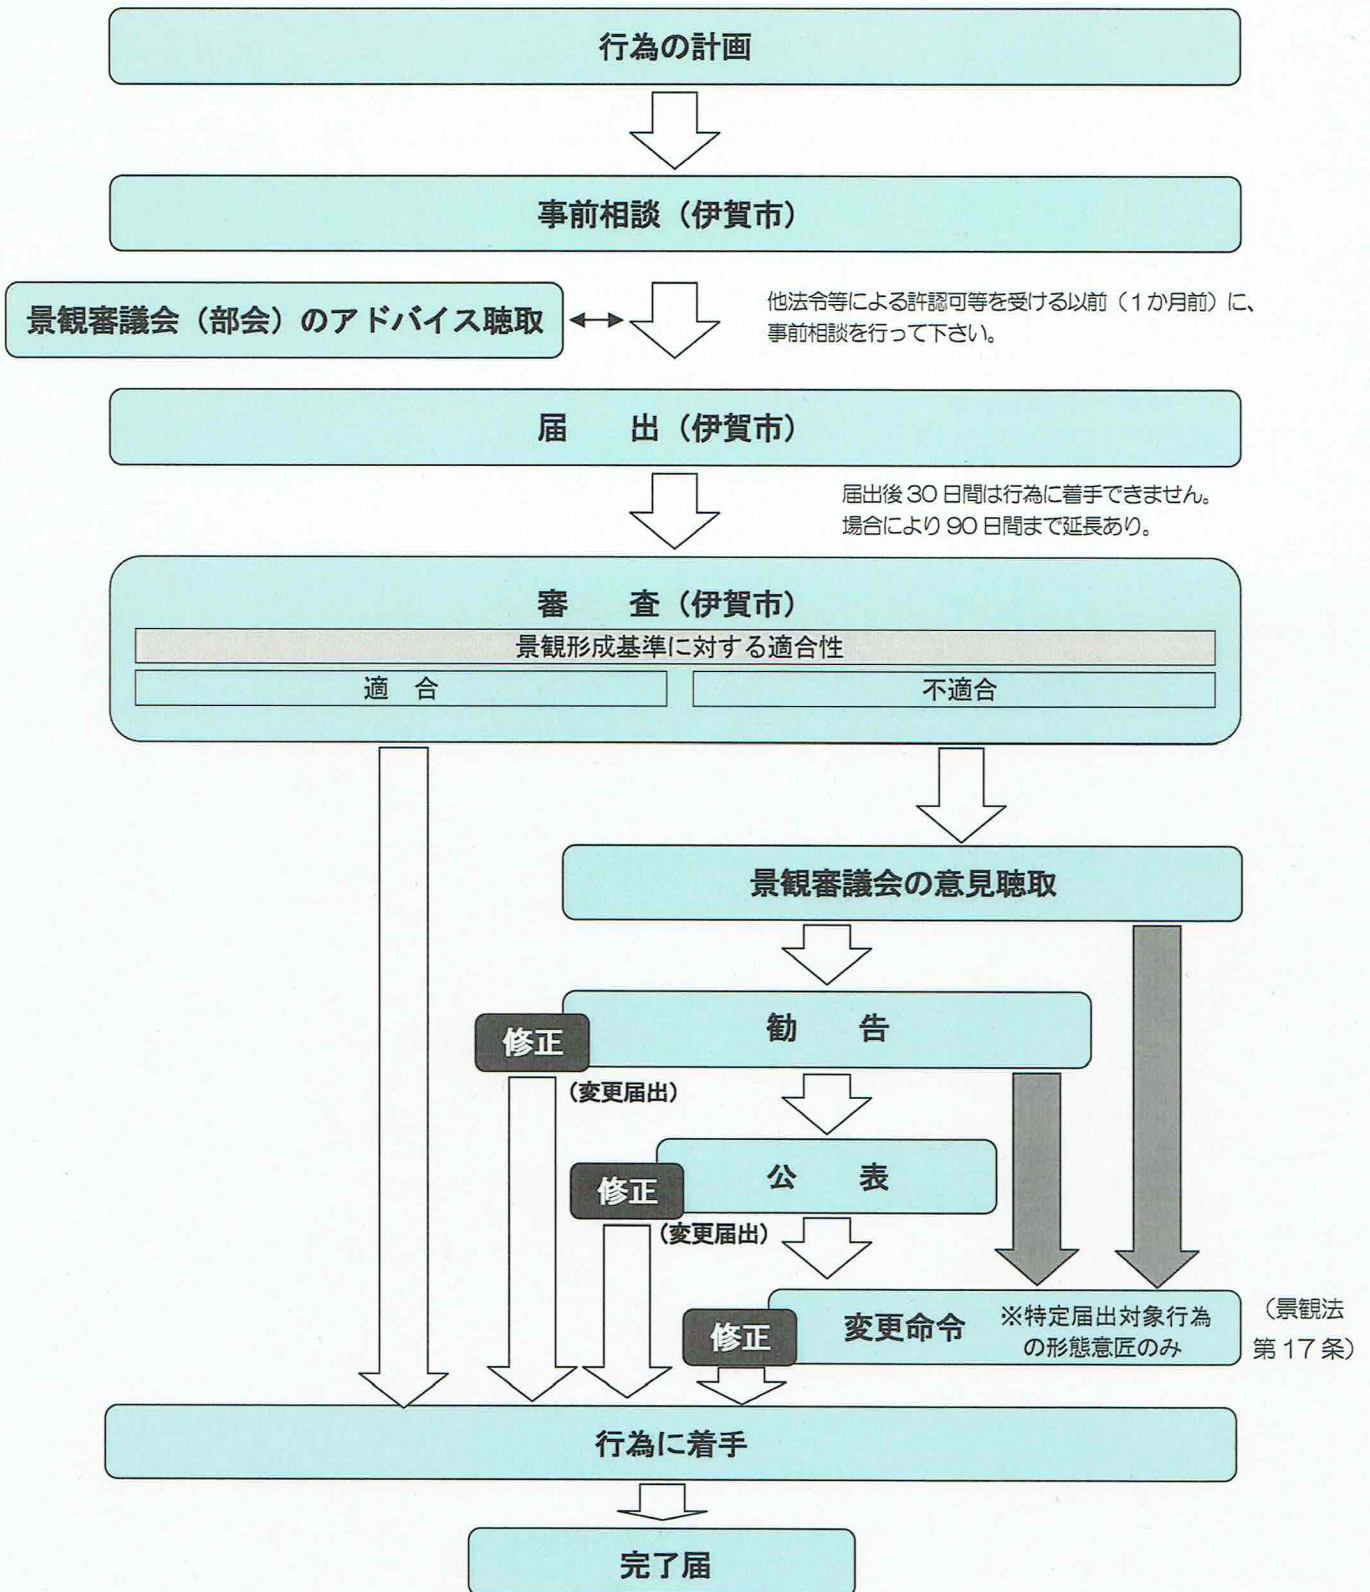 行為の計画
事前相談（伊賀市）
景観審議会（部会）のアドバイス聴取
他法令等による許認可等を受ける以前（１か月前）に、
事前相談を行って下さい。
届　　出（伊賀市）
届出後 30 日間は行為に着手できません。
場合により 90 日間まで延長あり。
審　　査（伊賀市）
景観形成基準に対する適合性
適　合
不適合
景観審議会の意見聴取
勧　　告
修正
（変更届出）
公　　表
修正
（変更届出）
変更命令
※特定届出対象行為
の形態意匠のみ
（景観法
第 17 条）
修正
行為に着手
完了届